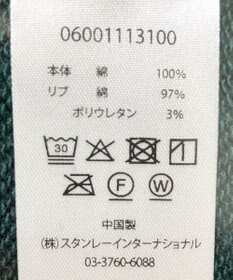 06001113100
本体 綿 100%
リブ 綿 97%
ポリウレタン 3%
30
F W
中国製
(株)スタンレーインターナショナル
03-3760-6088